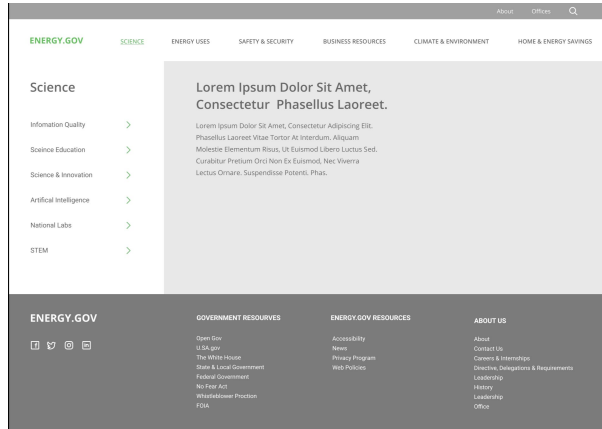 About Offices
ENERGY.GOV SCIENCE ENERGY USES SAFETY & SECURITY BUSINESS RESOURCES CLIMATE & ENVIRONMENT HOME & ENERGY SAVINGS
Science
Infomation Quality
Sceince Education
Science & Innovation
Artifical Intelligence
National Labs
STEM
Lorem Ipsum Dolor Sit Amet,
Consectetur Phasellus Laoreet.
Lorem Ipsum Dolor Sit Amet, Consectetur Adipiscing Elit.
Phasellus Laoreet Vitae Tortor At Interdum. Aliquam
Molestie Elementum Risus, Ut Euismod Libero Luctus Sed.
Curabitur Pretium Orci Non Ex Euismod, Nec Viverra
Lectus Ornare. Suspendisse Potenti. Phas.
ENERGY.GOV
GOVERNMENT RESOURVES
Open Gov
U.SA.gov
The White House
State & Local Government
Federal Government
No Fear Act
Whistleblower Proction
FOIA
ENERGY.GOV RESOURCES
Accessibility
News
Privacy Program
Web Policies
ABOUT US
About
Contact Us
Careers & Internships
Directive, Delegations & Requirements
Leadership
History
Leadership
Office